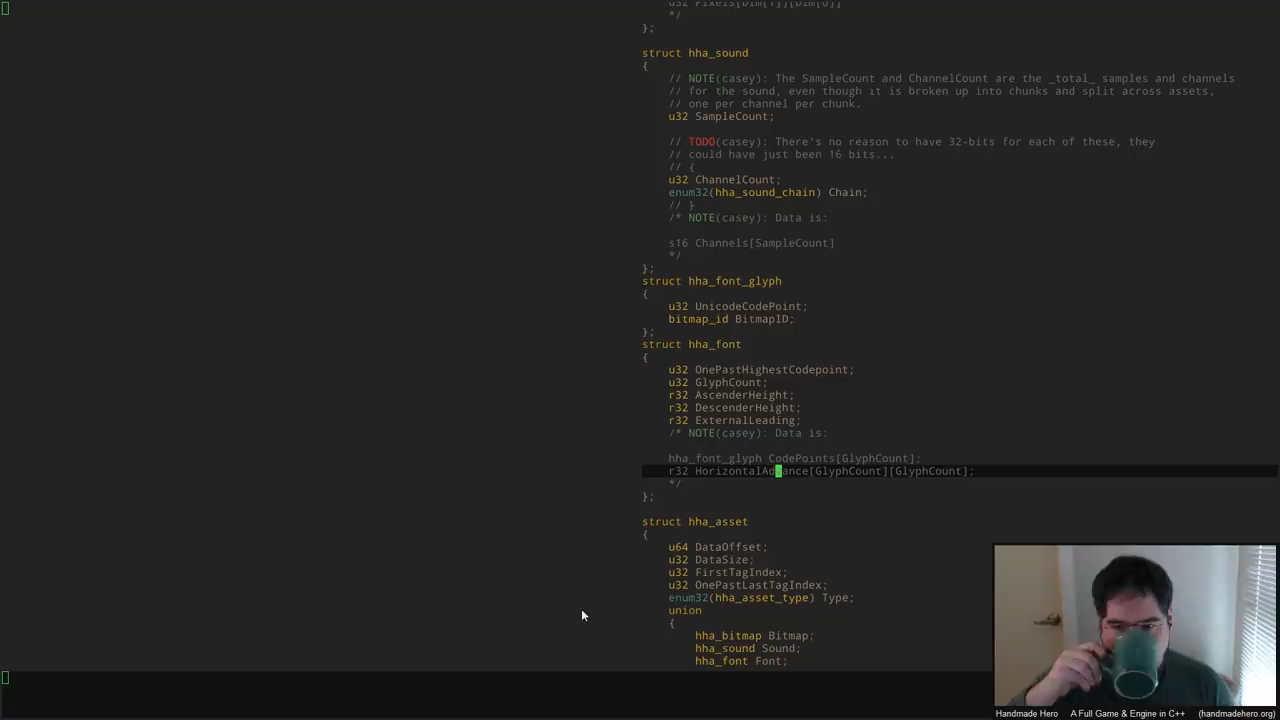 u32 Pixels[Dim[1]][Dim[0]]
*/
};
struct hha_sound
{
// NOTE(casey): The SampleCount and ChannelCount are the _total_ samples and channels
// for the sound, even though it is broken up into chunks and split across assets,
// one per channel per chunk.
u32 SampleCount;
// TODO(casey): There's no reason to have 32-bits for each of these, they
// could have just been 16 bits...
// {
u32 ChannelCount;
enum32(hha_sound_chain) Chain;
// }
/* NOTE(casey): Data is:
s16 Channels[SampleCount]
*/
};
struct hha_font_glyph
{
u32 UnicodeCodePoint;
bitmap_id BitmapID;
};
struct hha_font
{
u32 OnePastHighestCodepoint;
u32 GlyphCount;
r32 AscenderHeight;
r32 DescenderHeight;
r32 ExternalLeading;
/* NOTE(casey): Data is:
hha_font_glyph CodePoints[GlyphCount];
r32 HorizontalAdvance[GlyphCount][GlyphCount];
*/
};
struct hha_asset
{
u64 DataOffset;
u32 DataSize;
u32 FirstTagIndex;
u32 OnePastLastTagIndex;
enum32(hha_asset_type) Type;
union
{
hha_bitmap Bitmap;
hha_sound Sound;
hha_font Font;
Handmade Hero A Full Game & Engine in C++ (handmadehero.org)